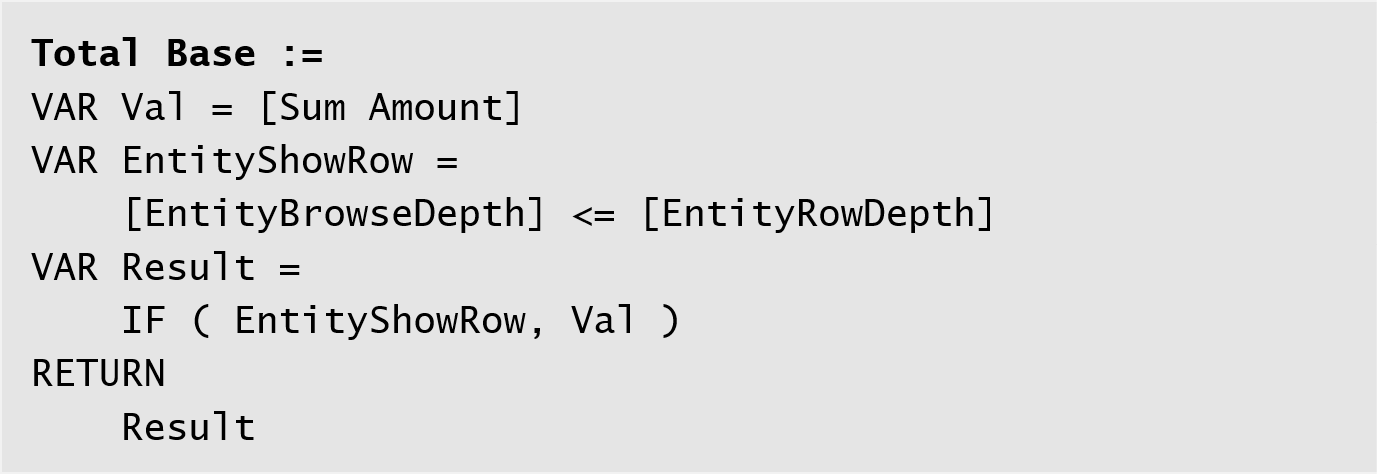 Total Base :=
VAR Val = [Sum Amount]
VAR EntityShowRow =
    [EntityBrowseDepth] <= [EntityRowDepth]
VAR Result =
    IF ( EntityShowRow, Val )
RETURN
    Result